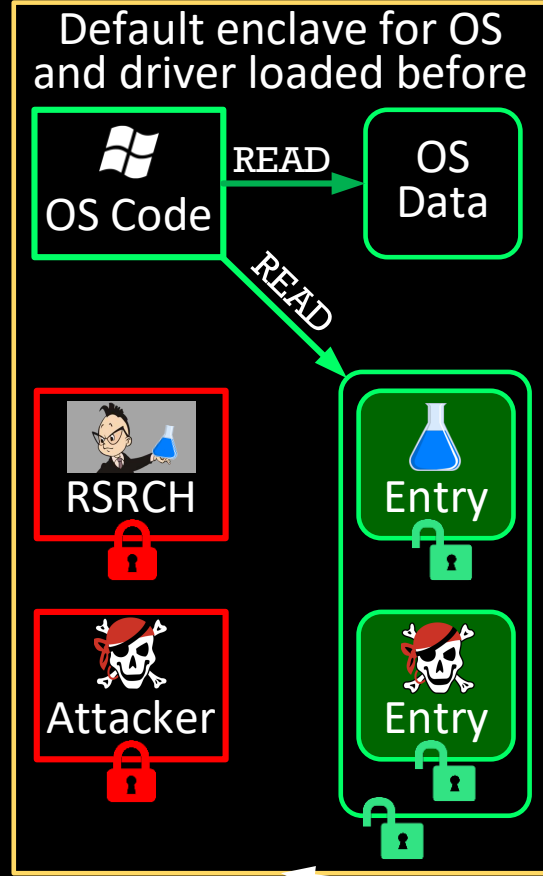 Default enclave for OS
and driver loaded before
READ
OS Code
OS
Data
READ
RSRCH
Entry
Attacker
Entry